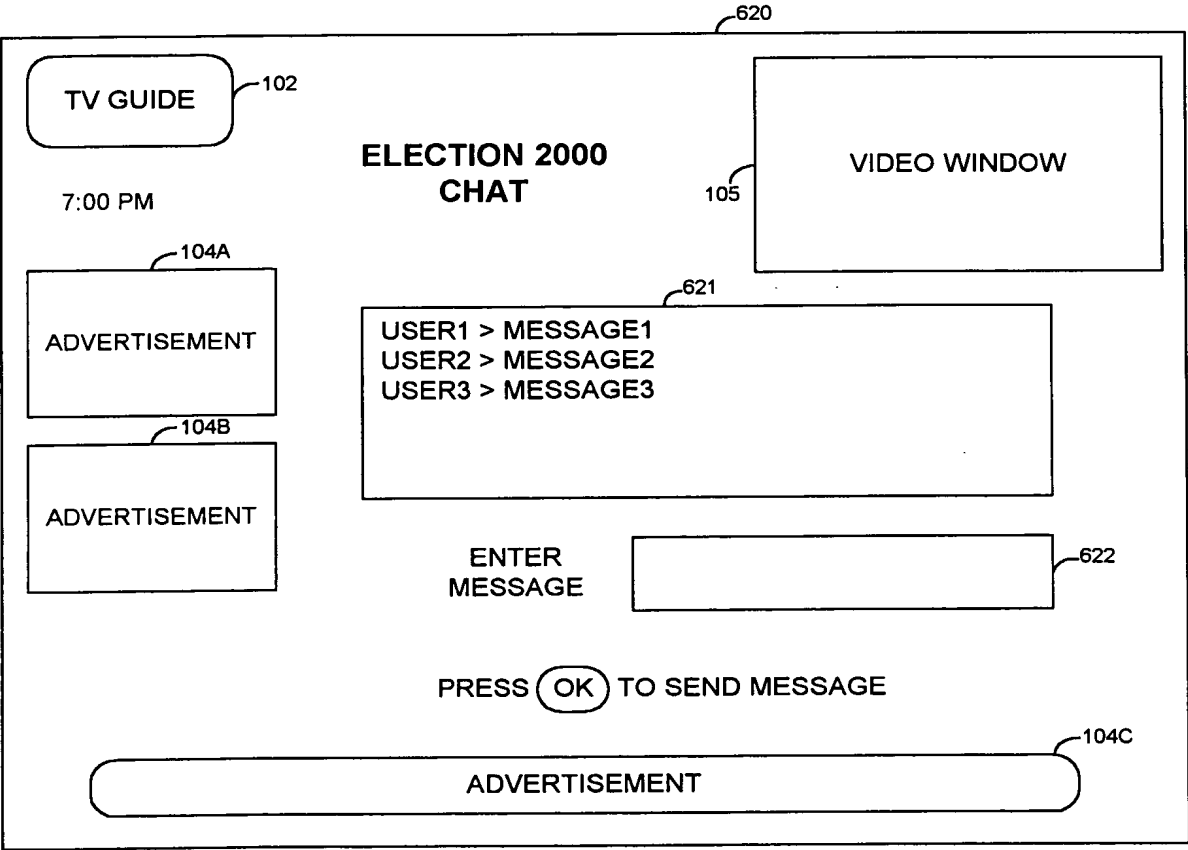 620
TV GUIDE
102
ELECTION 2000
CHAT
VIDEO WINDOW
105
7:00 PM
104A
ADVERTISEMENT
621
USER1 > MESSAGE1
USER2 > MESSAGE2
USER3 > MESSAGE3
104B
ADVERTISEMENT
ENTER
MESSAGE
622
PRESS OK TO SEND MESSAGE
104C
ADVERTISEMENT